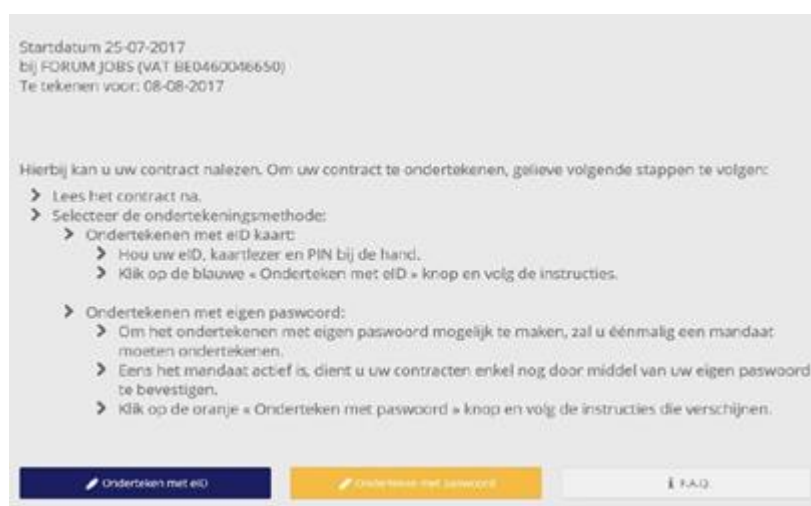 Startdatum 25-07-2017
bij FORUM JOBS (VAT BE0460046650)
Te tekenen voor: 08-08-2017
Hierbij kan u uw contract nalezen. Om uw contract te ondertekenen, gelieve volgende stappen te volgen:
Lees het contract na.
Selecteer de ondertekeningsmethode:
Ondertekenen met eID kaart:
Hou uw eID, kaartlezer en PIN bij de hand.
Klik op de blauwe « Onderteken met eID » knop en volg de instructies.
Ondertekenen met eigen paswoord:
Om het ondertekenen met eigen paswoord mogelijk te maken, zal u éénmalig een mandaat
moeten ondertekenen.
Eens het mandaat actief is, dient u uw contracten enkel nog door middel van uw eigen paswoord
te bevestigen.
Klik op de oranje « Onderteken met paswoord » knop en volg de instructies die verschijnen.
Onderteken met eID
Onderteken met paswoord
F.A.Q.